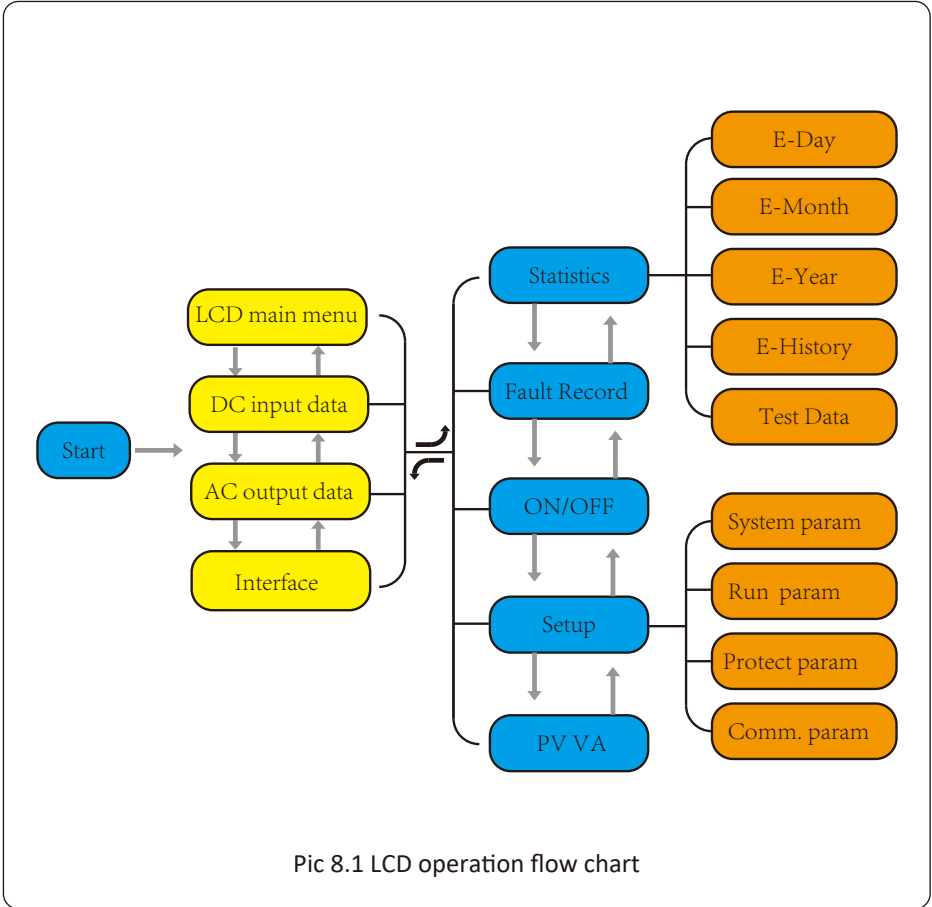 Start
LCD main menu
DC input data
AC output data
Interface
Statistics
Fault Record
ON/OFF
Setup
PV VA
E-Day
E-Month
E-Year
E-History
Test Data
System param
Run param
Protect param
Comm. param
Pic 8.1 LCD operation flow chart